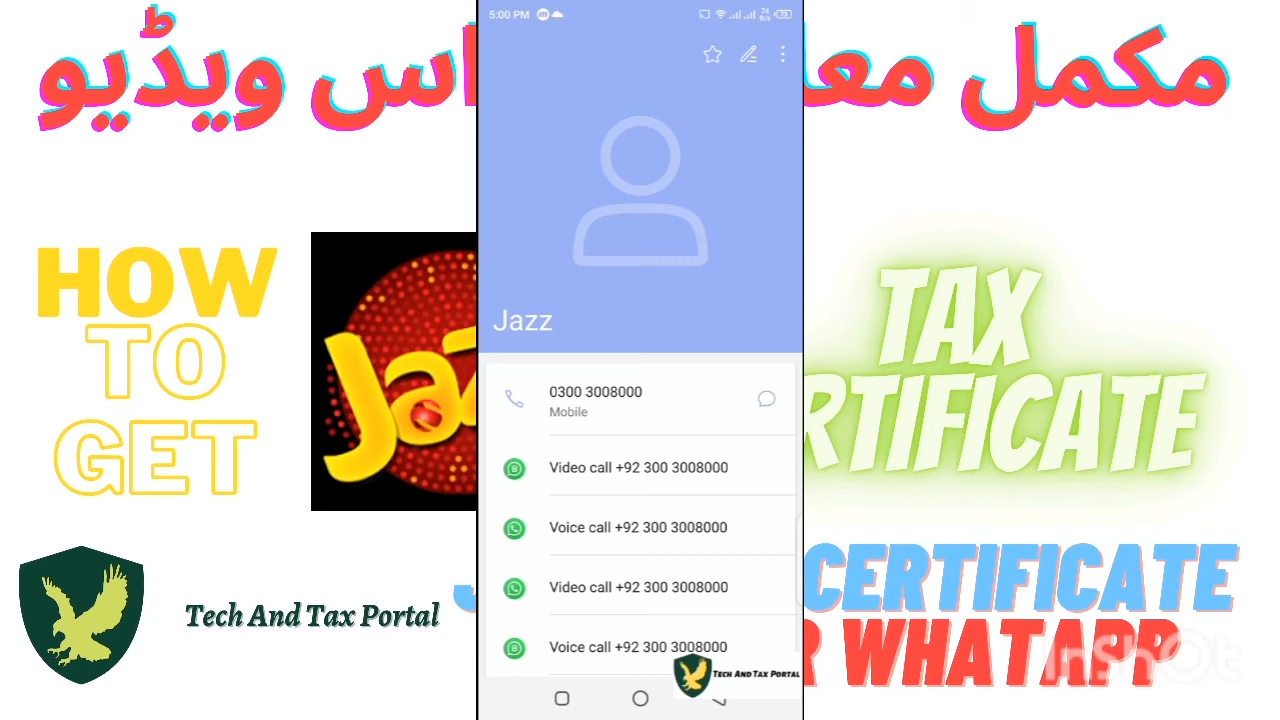 مکمل
اس ویڈیو
HOW
TO
GET
TAX
Tech And Tax Portal
CERTIFICATE
WHATAPP
5:00 PM
Jazz
0300 3008000
Mobile
Video call +92 300 3008000
Voice call +92 300 3008000
Video call +92 300 3008000
Voice call +92 300 3008000
Tech And Tax Portal
InShOt